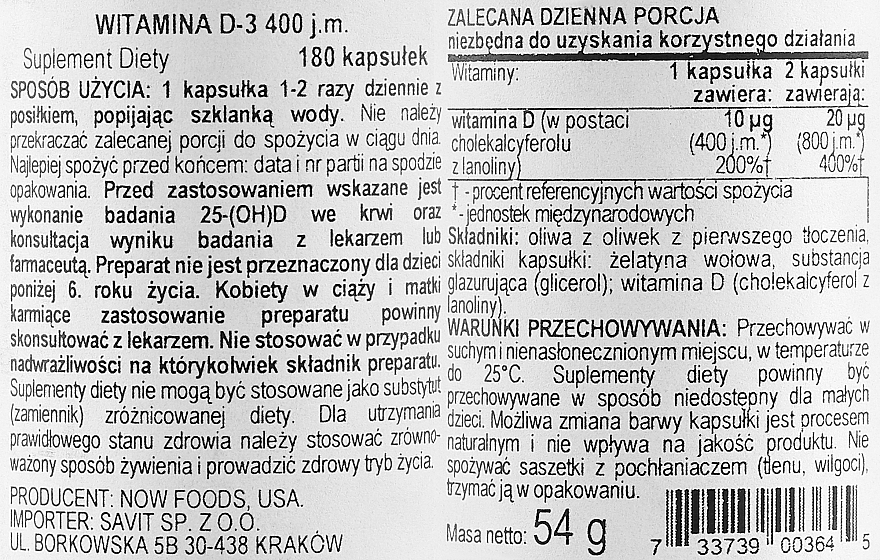 WITAMINA D-3 400 j.m.
Suplement Diety 180 kapsułek
SPOSÓB UŻYCIA: 1 kapsułka 1-2 razy dziennie z
posiłkiem, popijając szklanką wody. Nie należy
przekraczać zalecanej porcji do spożycia w ciągu dnia.
Najlepiej spożyć przed końcem: data i nr partii na spodzie
opakowania. Przed zastosowaniem wskazane jest
wykonanie badania 25-(OH)D we krwi oraz
konsultacja wyniku badania z lekarzem lub
farmaceutą. Preparat nie jest przeznaczony dla dzieci
poniżej 6. roku życia. Kobiety w ciąży i matki
karmiące zastosowanie preparatu powinny
skonsultować z lekarzem. Nie stosować w przypadku
nadwrażliwości na którykolwiek składnik preparatu.
Suplementy diety nie mogą być stosowane jako substytut
(zamiennik) zróżnicowanej diety. Dla utrzymania
prawidłowego stanu zdrowia należy stosować zrówno-
ważony sposób żywienia i prowadzić zdrowy tryb życia.
PRODUCENT: NOW FOODS, USA.
IMPORTER: SAVIT SP. Z O.O.
UL. BORKOWSKA 5B 30-438 KRAKÓW
ZALECANA DZIENNA PORCJA
niezbędna do uzyskania korzystnego działania
Witaminy: 1 kapsułka 2 kapsułki
zawiera: zawierają:
witamina D (w postaci 10 µg 20 µg
cholekalcyferolu (400 j.m.*) (800 j.m.*)
z lanoliny) 200%† 400%†
† - procent referencyjnych wartości spożycia
* - jednostek międzynarodowych
Składniki: oliwa z oliwek z pierwszego tłoczenia,
składniki kapsułki: żelatyna wołowa, substancja
glazurująca (glicerol); witamina D (cholekalcyferol z
lanoliny).
WARUNKI PRZECHOWYWANIA: Przechowywać w
suchym i nienasłonecznionym miejscu, w temperaturze
do 25°C. Suplementy diety powinny być
przechowywane w sposób niedostępny dla małych
dzieci. Możliwa zmiana barwy kapsułki jest procesem
naturalnym i nie wpływa na jakość produktu. Nie
spożywać saszetki z pochłaniaczem (tlenu, wilgoci),
trzymać ją w opakowaniu.
Masa netto: 54 g
7 33739 00364 5